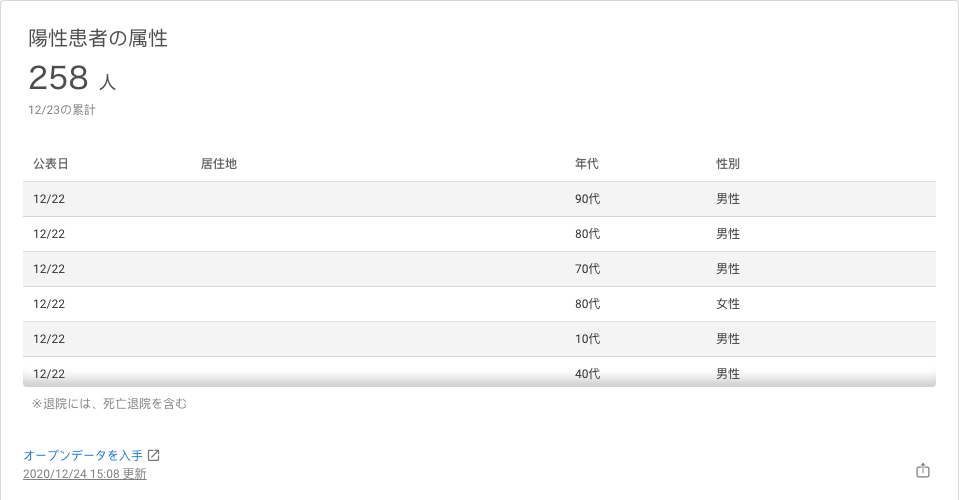 陽性患者の属性
258 人
12/23の累計
公表日 居住地 年代 性別
12/22 90代 男性
12/22 80代 男性
12/22 70代 男性
12/22 80代 女性
12/22 10代 男性
12/22 40代 男性
※退院には、死亡退院を含む
オープンデータを入手
2020/12/24 15:08 更新